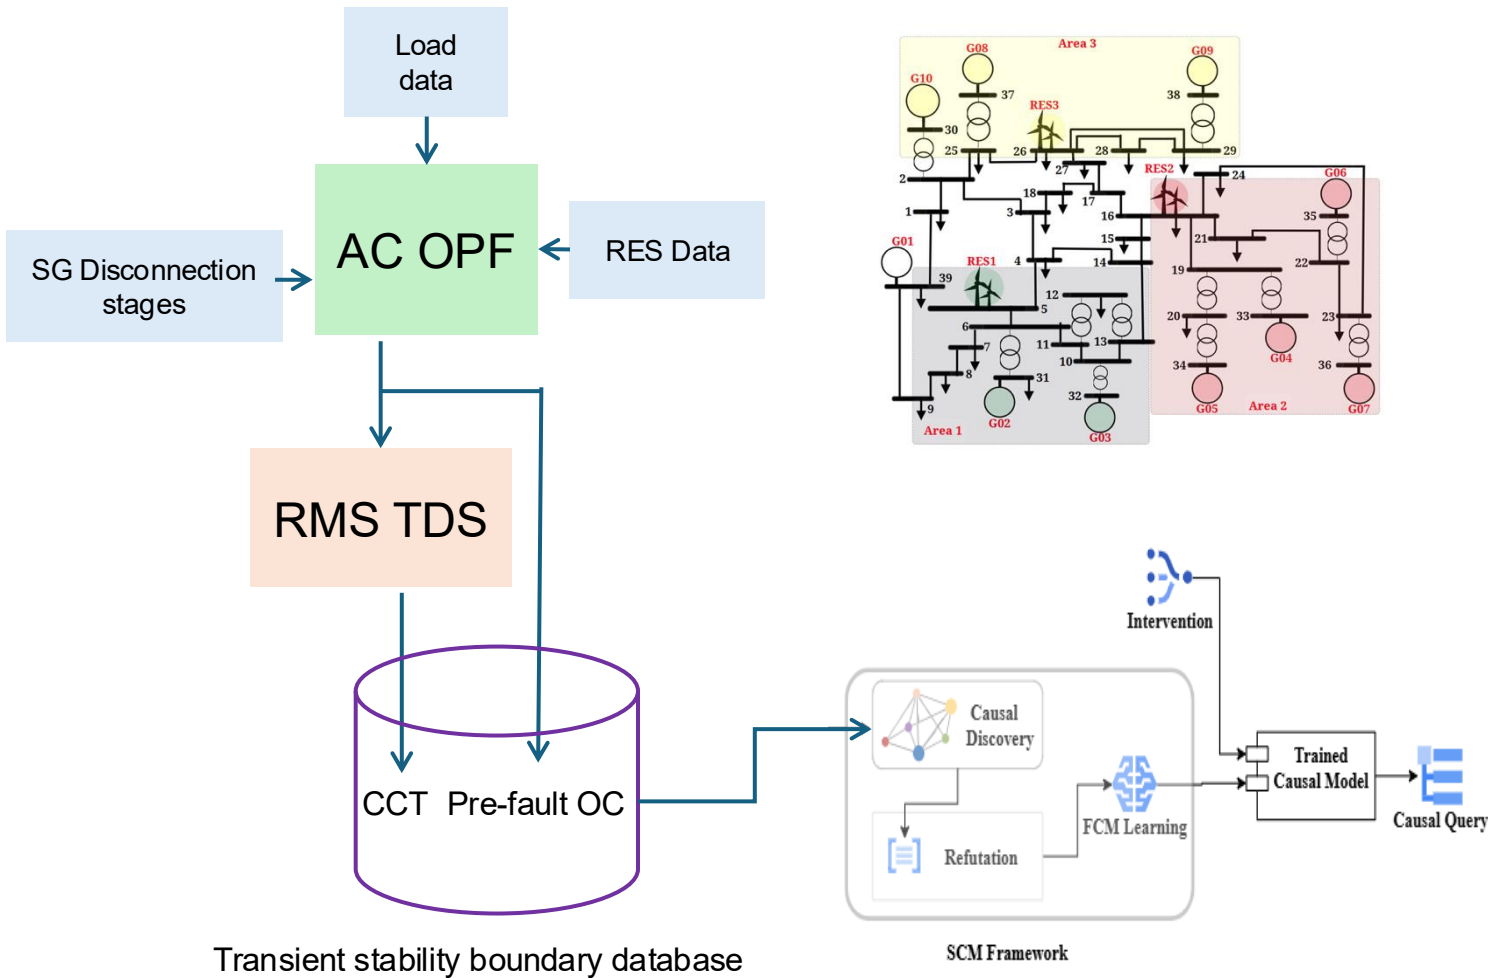 Load
data
AC OPF
SG Disconnection
stages
RES Data
RMS TDS
CCT
Pre-fault OC
Transient stability boundary database
Area 3
G08
G09
G10
37
38
RES3
30
25
26
28
29
27
RES2
24
G06
2
18
17
1
3
16
35
15
21
G01
4
14
19
22
39
RES1
12
5
20
33
23
6
11
13
G04
7
10
34
36
8
31
32
9
G02
G03
G05
G07
Area 1
Area 2
Intervention
Causal
Discovery
Refutation
FCM Learning
Trained
Causal Model
Causal Query
SCM Framework